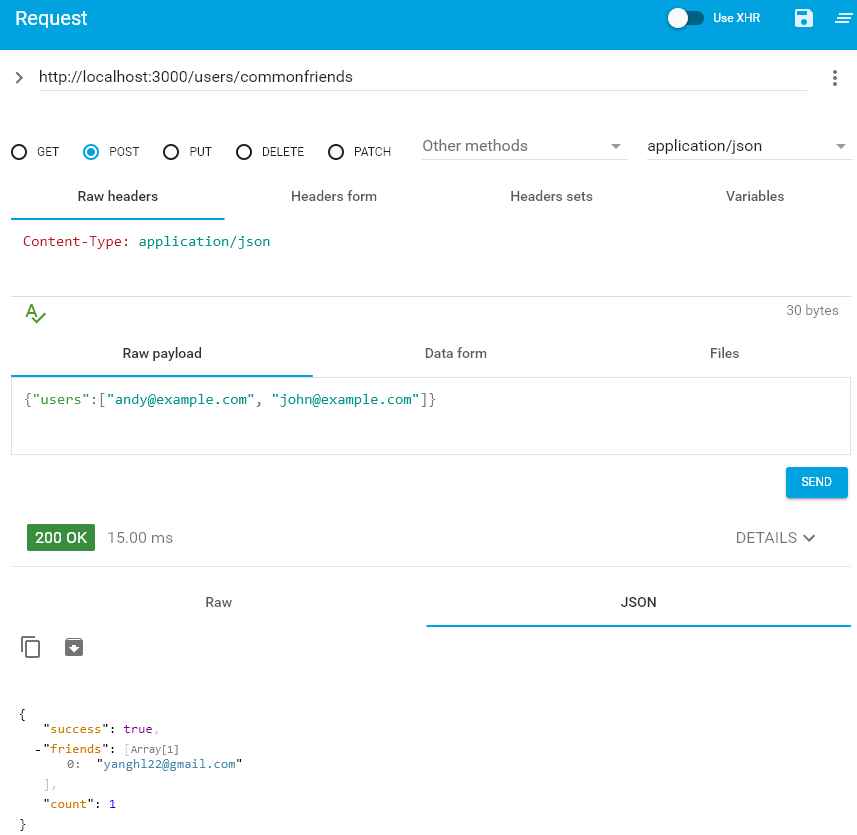 Request
Use XHR
http://localhost:3000/users/commonfriends
GET POST PUT DELETE PATCH Other methods application/json
Raw headers Headers form Headers sets Variables
Content-Type: application/json
30 bytes
Raw payload Data form Files
{"users":["andy@example.com", "john@example.com"]}
SEND
200 OK 15.00 ms DETAILS
Raw JSON
{
"success": true,
-"friends": [Array[1]
0: "yanghl22@gmail.com"
],
"count": 1
}